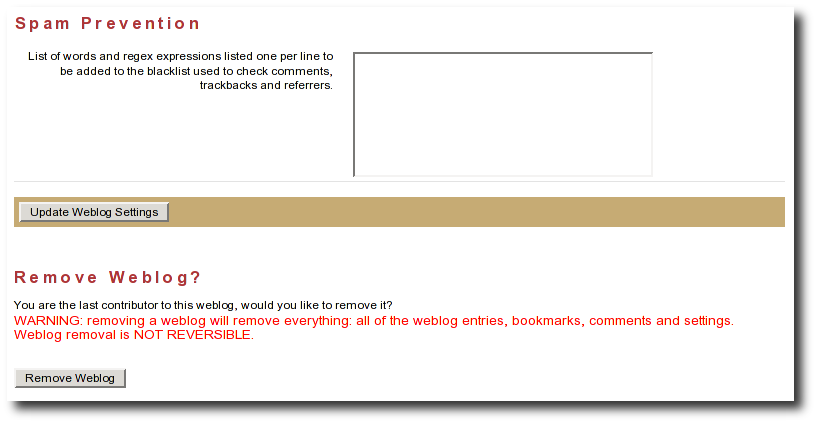 Spam Prevention
List of words and regex expressions listed one per line to
be added to the blacklist used to check comments,
trackbacks and referrers.
Update Weblog Settings
Remove Weblog?
You are the last contributor to this weblog, would you like to remove it?
WARNING: removing a weblog will remove everything: all of the weblog entries, bookmarks, comments and settings.
Weblog removal is NOT REVERSIBLE.
Remove Weblog